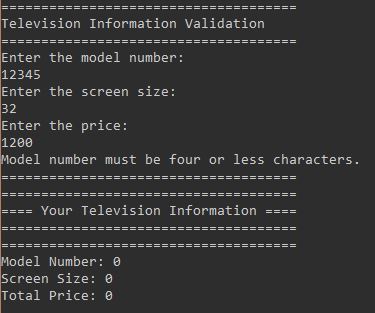 =====================================
Television Information Validation
=====================================
Enter the model number:
12345
Enter the screen size:
32
Enter the price:
1200
Model number must be four or less characters.
=====================================
=====================================
==== Your Television Information ====
=====================================
=====================================
Model Number: 0
Screen Size: 0
Total Price: 0